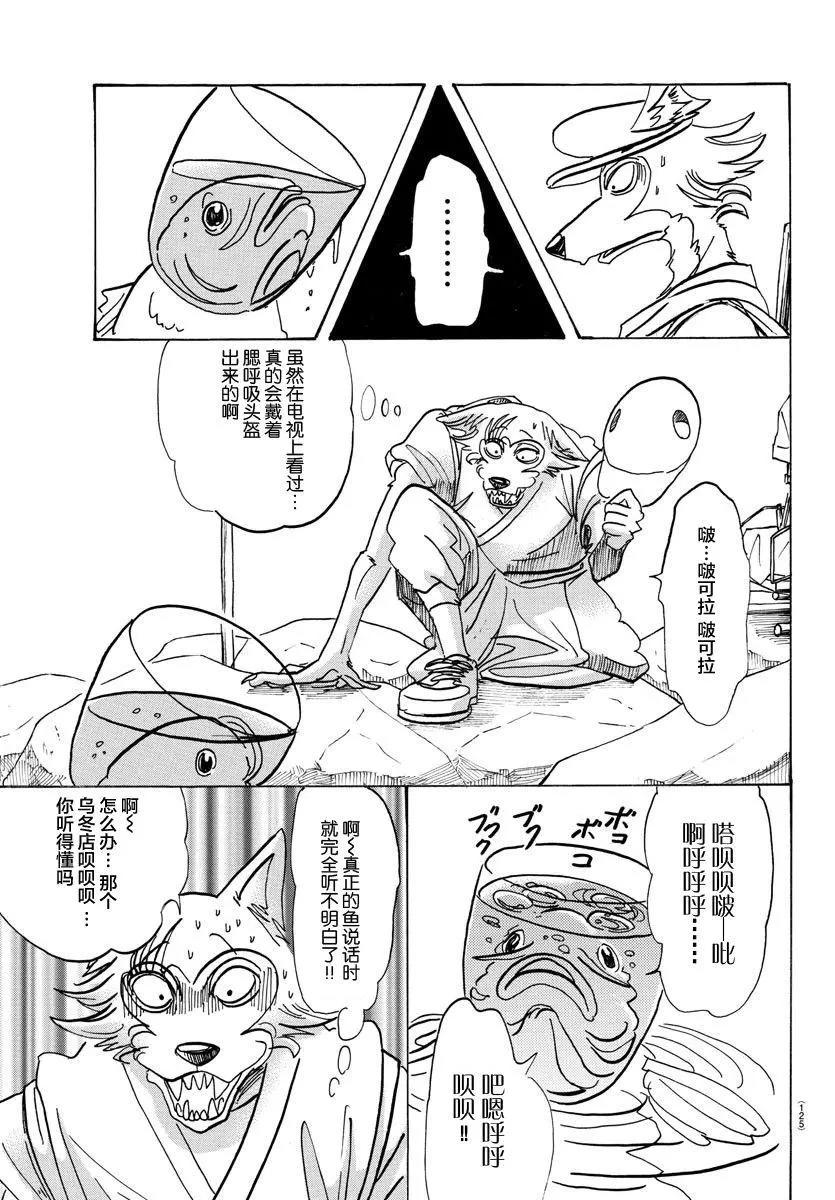 ………
虽然在电视上看过…
真的会戴着
腮呼吸头盔
出来的啊
啵…啵可拉 啵可拉
ボコ
ボコ
ブク
ブク
嗒呗呗啵—吡
啊呼呼呼……
吧嗯呼呼
呗呗!!
啊～真正的鱼说话时
就完全听不明白了!!
啊～
怎么办…那个
乌冬店呗呗呗…
你听得懂吗
(125)